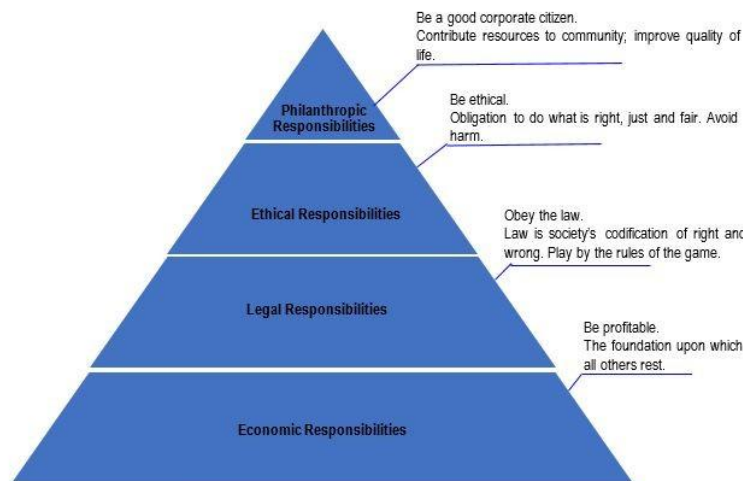 Be a good corporate citizen.
Contribute resources to community; improve quality of
life.
Philanthropic
Responsibilities
Be ethical.
Obligation to do what is right, just and fair. Avoid
harm.
Ethical Responsibilities
Obey the law.
Law is society's codification of right and
wrong. Play by the rules of the game.
Legal Responsibilities
Be profitable.
The foundation upon which
all others rest.
Economic Responsibilities